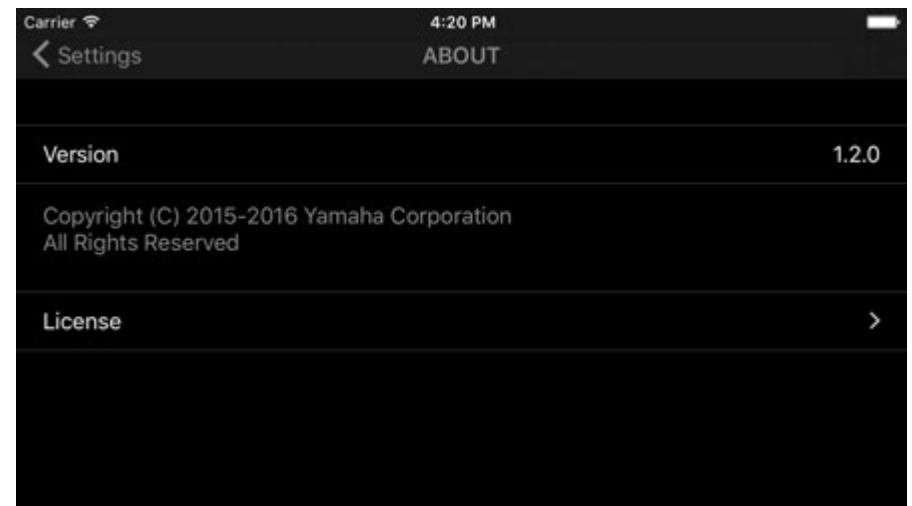 Carrier 4:20 PM
Settings ABOUT
Version 1.2.0
Copyright (C) 2015-2016 Yamaha Corporation
All Rights Reserved
License